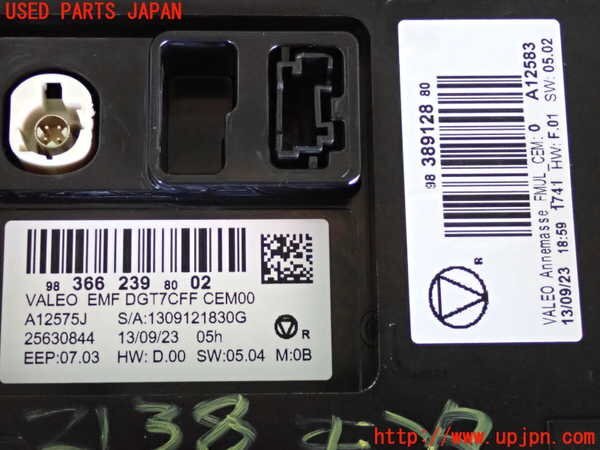 USED PARTS JAPAN
98 366 239 80 02
VALEO EMF DGT7CFF CEM00
A12575J S/A:1309121830G
25630844 13/09/23 05h
EEP:07.03 HW:D.00 SW:05.04 M:0B
V R
98 389128 80 A12583
VALEO Annemasse FMUL_CEM:0 SW:05.02
13/09/23 18:59 1741 HW:F.01
V R
2138
http://www.upjpn.com